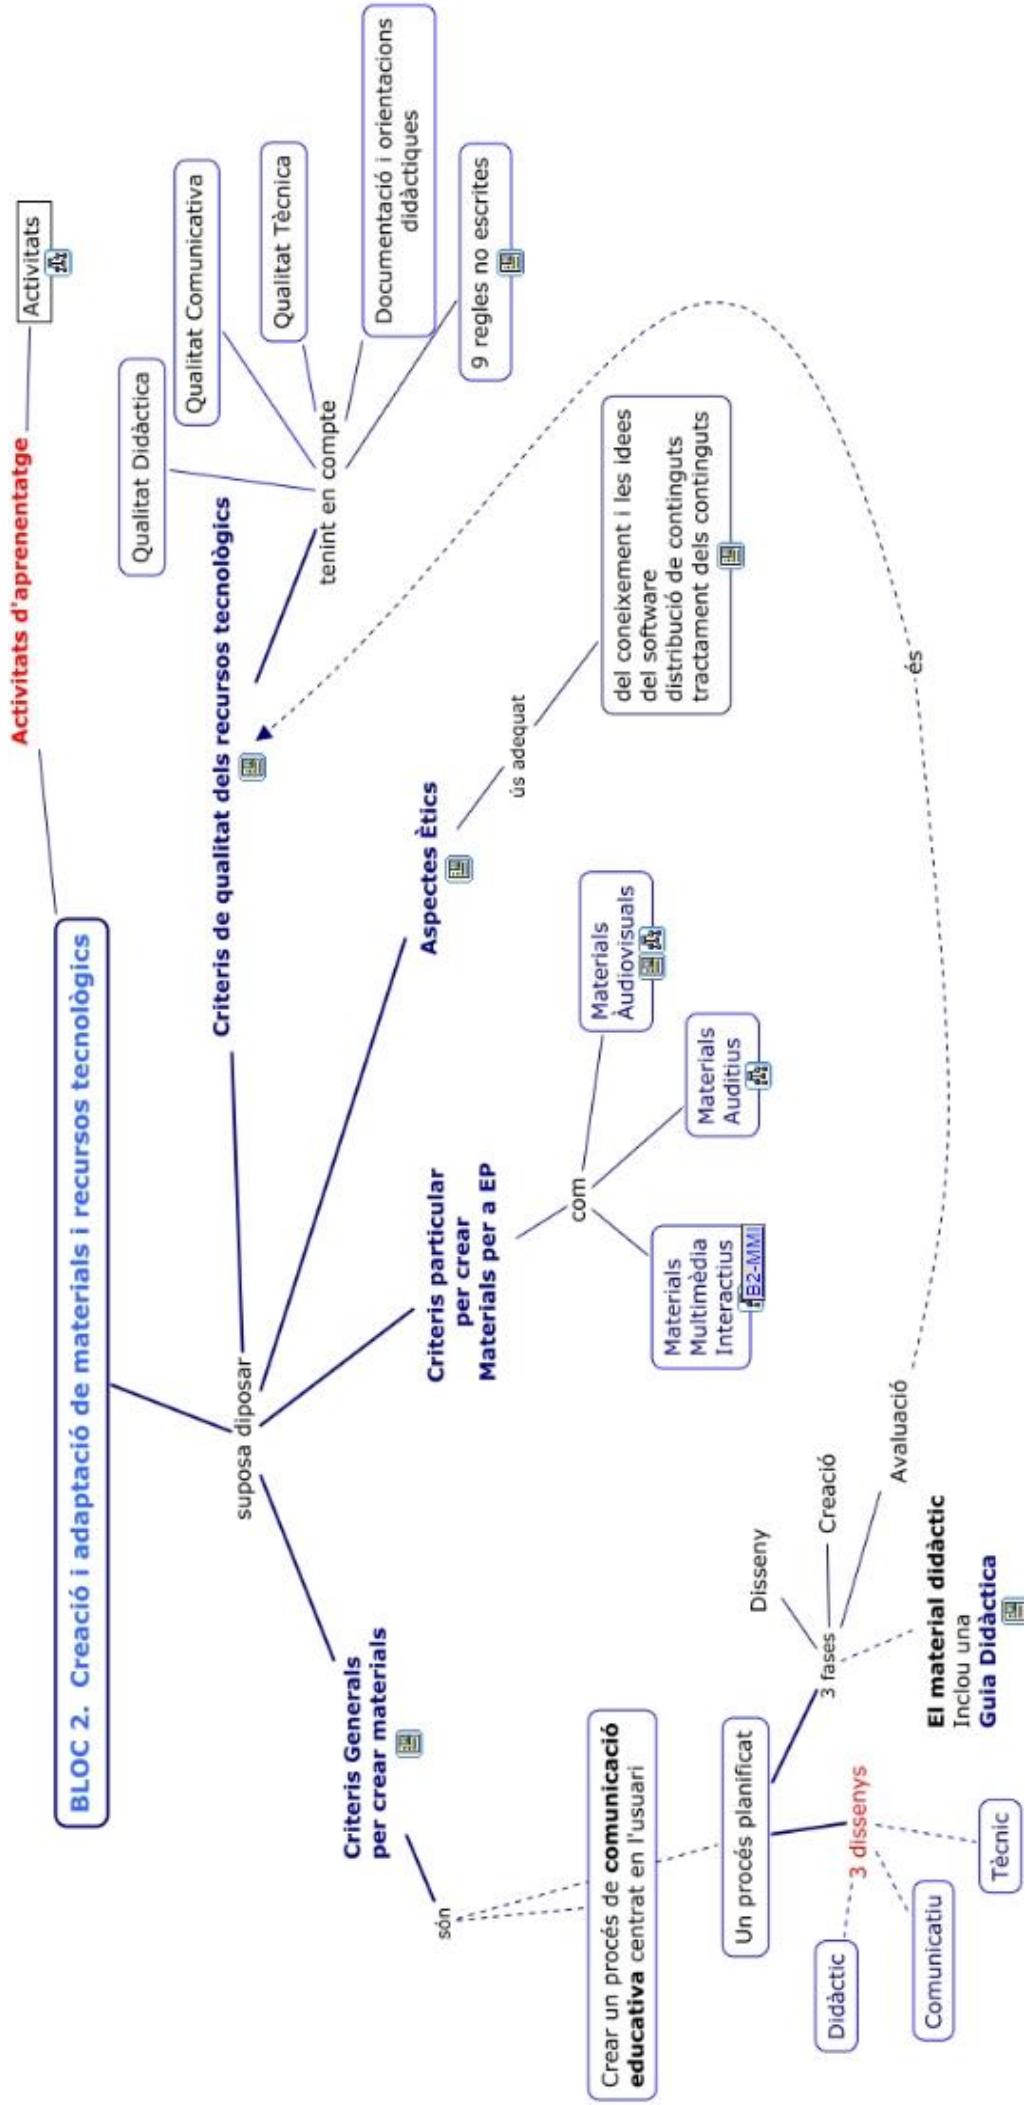 Activitats d'aprenentatge
Activitats
BLOC 2. Creació i adaptació de materials i recursos tecnològics
suposa diposar
Criteris Generals
per crear materials
són
Crear un procés de comunicació
educativa centrat en l'usuari
Un procés planificat
3 dissenys
Didàctic
Comunicatiu
Tècnic
3 fases
Disseny
Creació
Avaluació
El material didàctic
Inclou una
Guia Didàctica
és
Criteris particular
per crear
Materials per a EP
com
Materials
Multimèdia
Interactius
B2-MMI
Materials
Auditius
Materials
Àudiovisuals
Aspectes Ètics
ús adequat
del coneixement i les idees
del software
distribució de continguts
tractament dels continguts
Criteris de qualitat dels recursos tecnològics
tenint en compte
Qualitat Didàctica
Qualitat Comunicativa
Qualitat Tècnica
Documentació i orientacions
didàctiques
9 regles no escrites